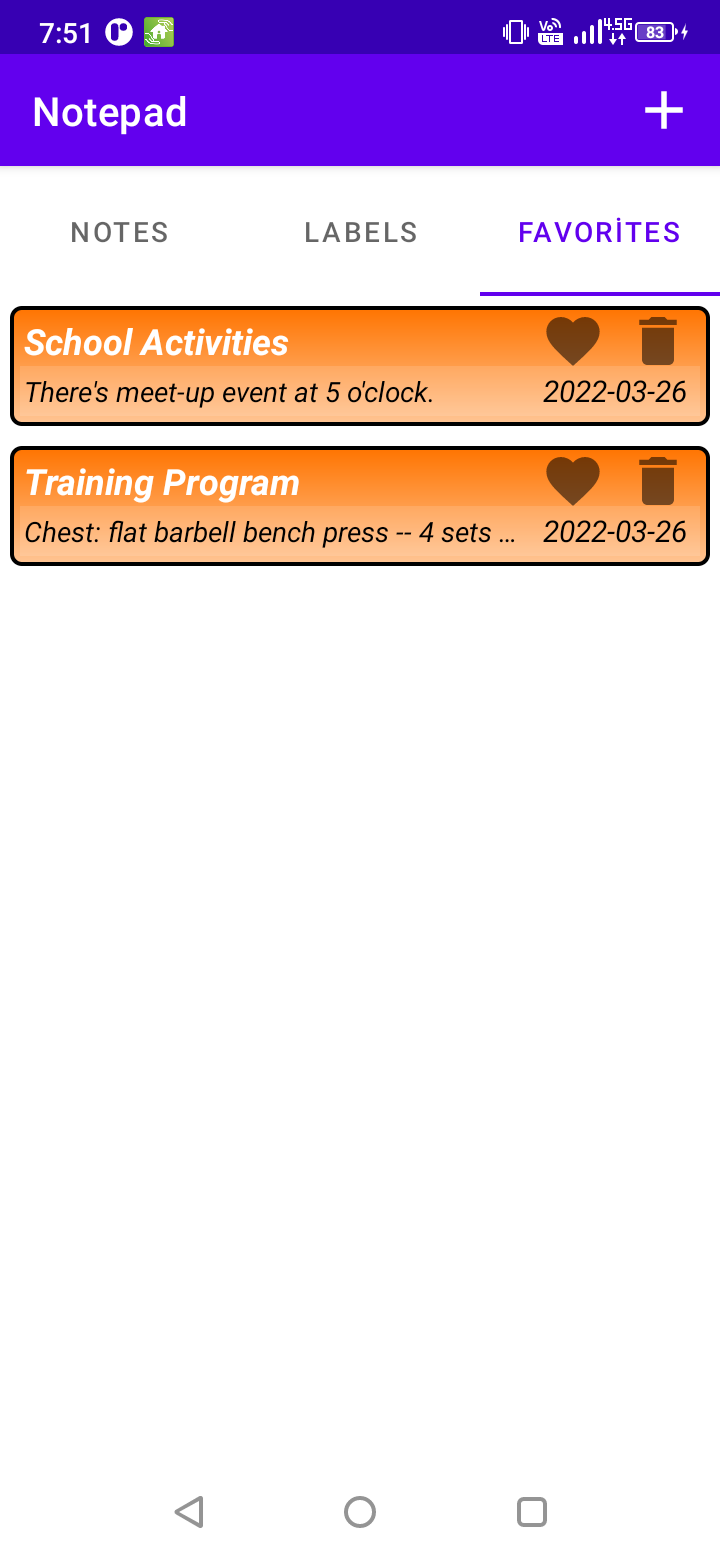 7:51 Vo LTE 4.5G 83
Notepad
NOTES LABELS FAVORİTES
School Activities
There's meet-up event at 5 o'clock. 2022-03-26
Training Program
Chest: flat barbell bench press -- 4 sets ... 2022-03-26